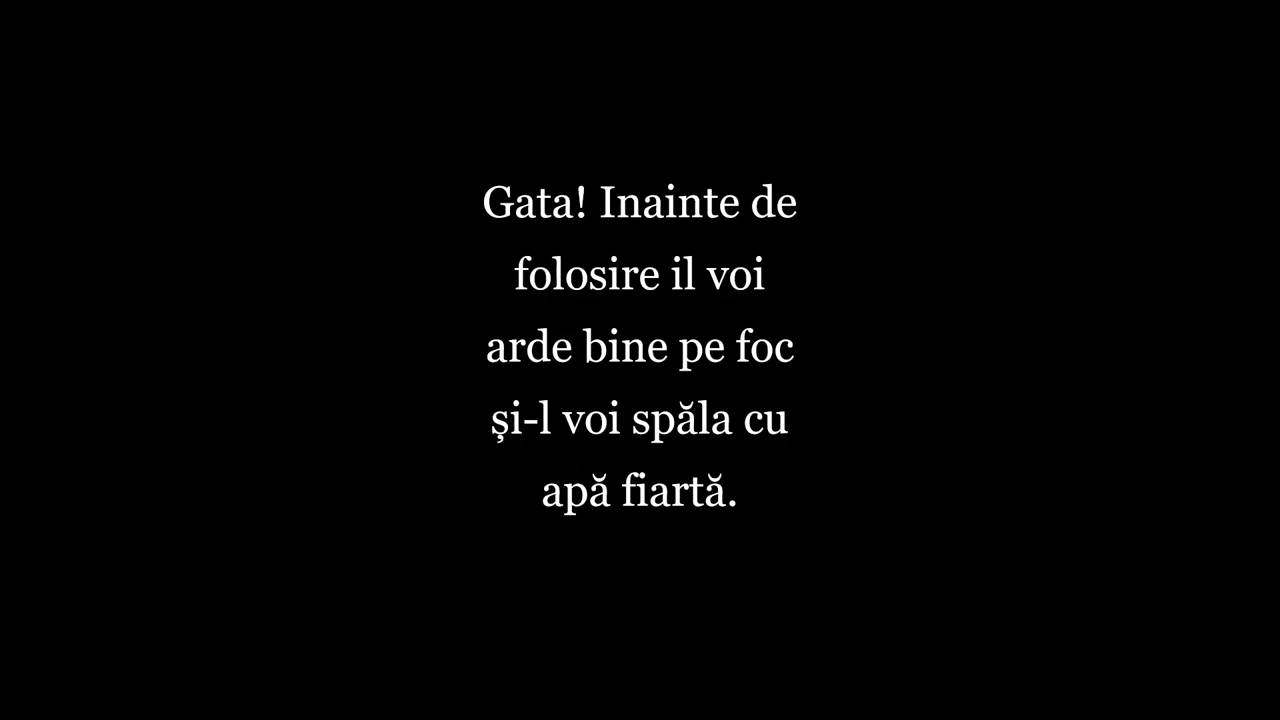 Gata! Inainte de
folosire il voi
arde bine pe foc
și-l voi spăla cu
apă fiartă.